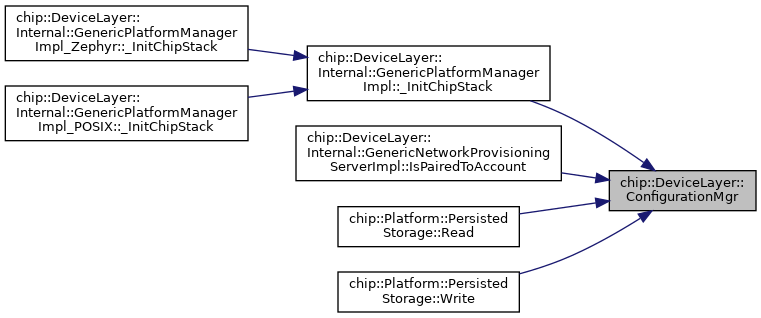 chip::DeviceLayer::
Internal::GenericPlatformManager
Impl_Zephyr::_InitChipStack
chip::DeviceLayer::
Internal::GenericPlatformManager
Impl_POSIX::_InitChipStack
chip::DeviceLayer::
Internal::GenericPlatformManager
Impl::_InitChipStack
chip::DeviceLayer::
Internal::GenericNetworkProvisioning
ServerImpl::IsPairedToAccount
chip::Platform::Persisted
Storage::Read
chip::Platform::Persisted
Storage::Write
chip::DeviceLayer::
ConfigurationMgr